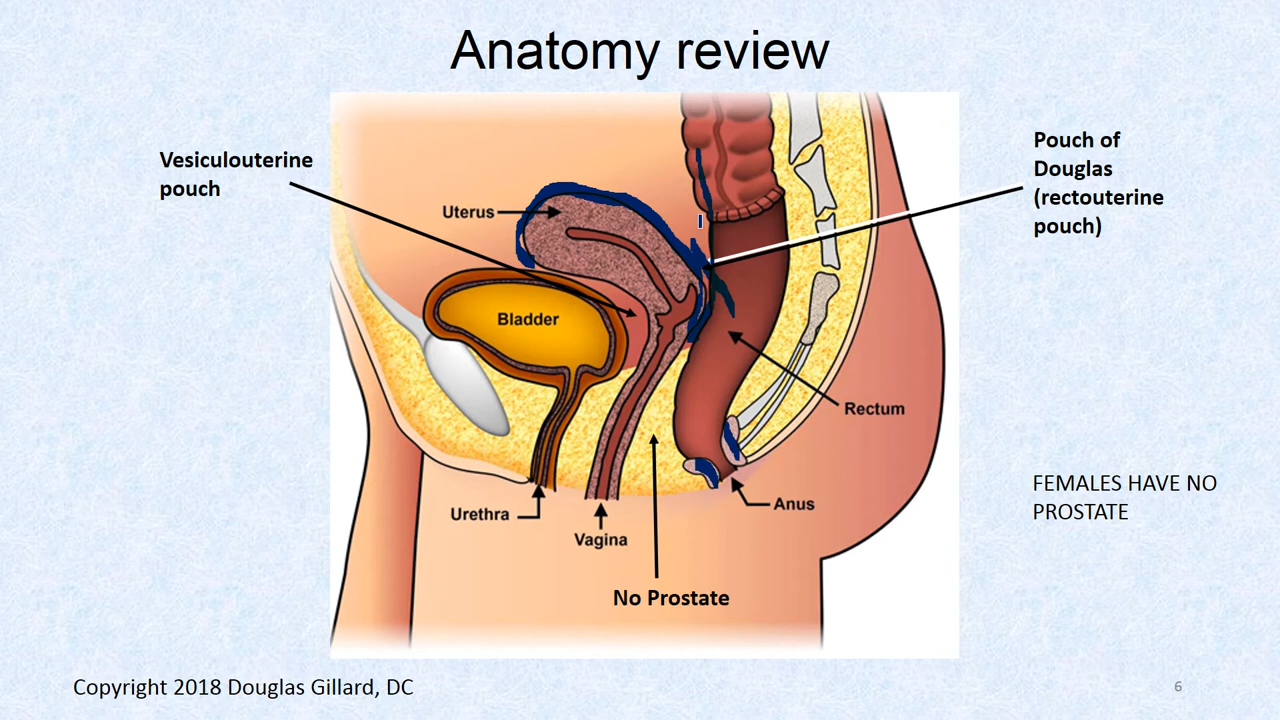 Anatomy review
Vesiculouterine
pouch
Pouch of
Douglas
(rectouterine
pouch)
Uterus
Bladder
Rectum
Urethra
Vagina
Anus
No Prostate
FEMALES HAVE NO
PROSTATE
Copyright 2018 Douglas Gillard, DC
6